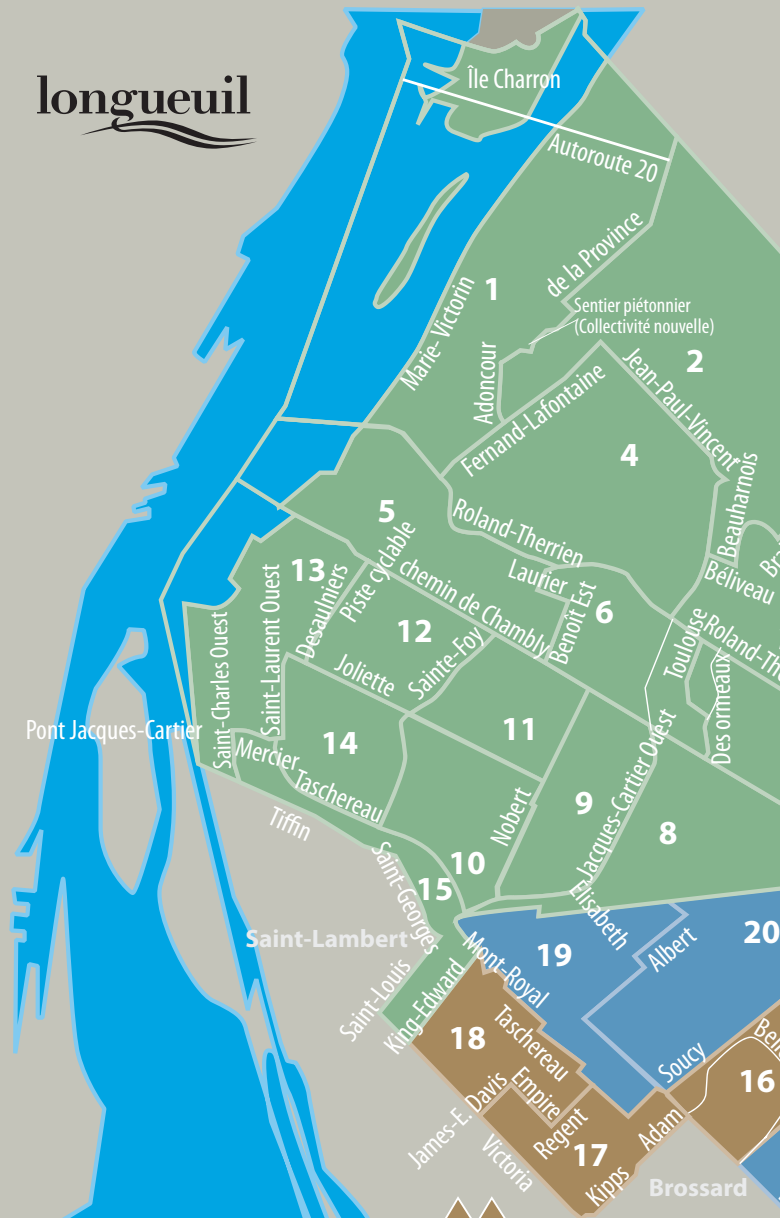 longueuil
Île Charron
Autoroute 20
de la Province
1
Marie- Victorin
Sentier piétonnier
(Collectivité nouvelle)
2
Adoncour
Jean-Paul-Vincent
Fernand-Lafontaine
4
Beauharnois
5
Roland-Therrien
Piste cyclable
13
Laurier
chemin de Chambly
Béliveau
Saint-Laurent Ouest
Desaulniers
Benoît Est
6
Saint-Charles Ouest
12
Sainte-Foy
Toulouse
Joliette
Des ormeaux
Pont Jacques-Cartier
11
14
Mercier
Taschereau
Jacques-Cartier Ouest
9
Tiffin
Nobert
8
10
15
Saint-Georges
Elisabeth
Saint-Lambert
19
20
Mont-Royal
Albert
Saint-Louis
King-Edward
18
Taschereau
Soucy
16
Empire
James-E. Davis
Regent
Adam
Victoria
17
Kipps
Brossard